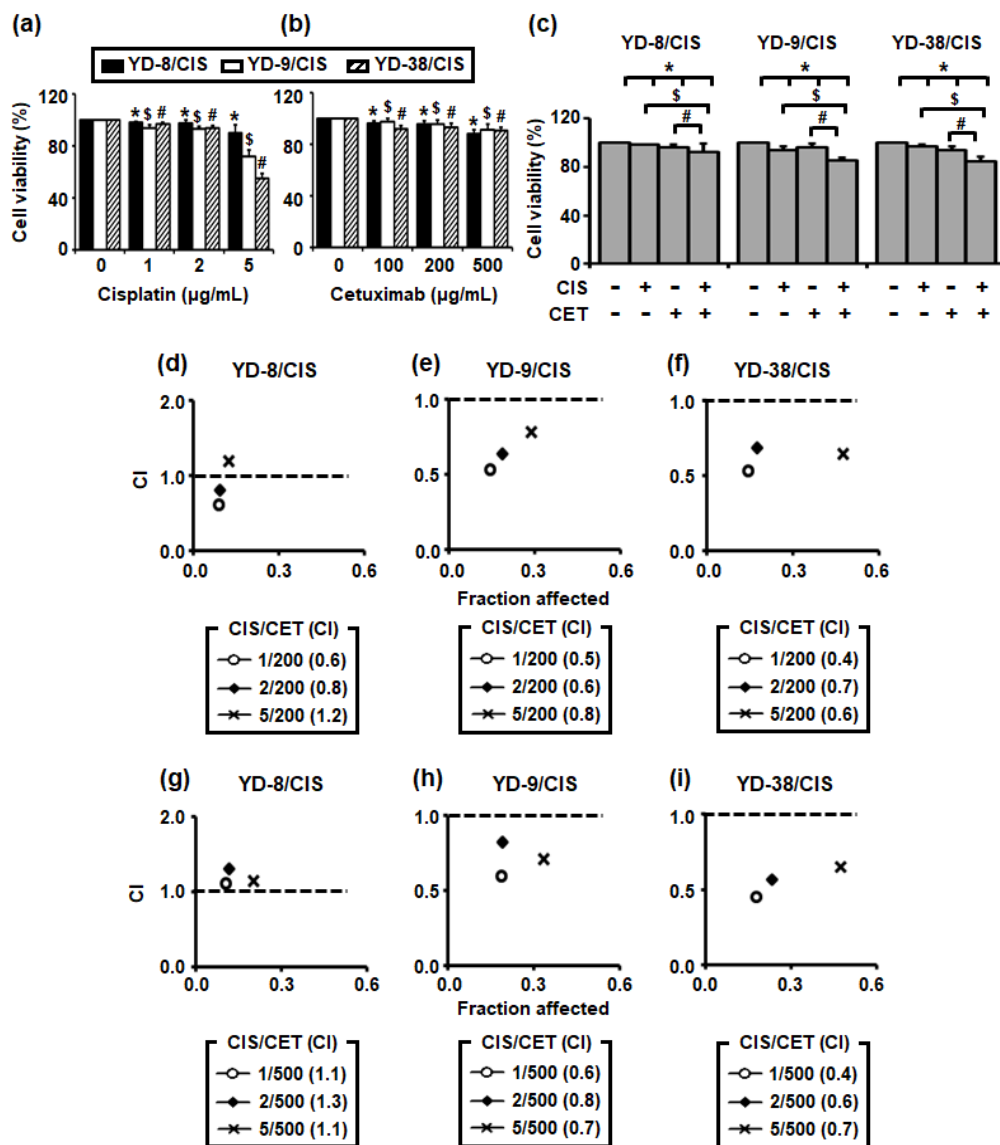 (a)
(b)
YD-8/CIS YD-9/CIS YD-38/CIS
Cell viability (%)
120
80
40
0
* $ #
* $ #
* $ #
0 1 2 5
Cisplatin (µg/mL)
120
80
40
0
* $ #
* $ #
* $ #
0 100 200 500
Cetuximab (µg/mL)
(c)
YD-8/CIS YD-9/CIS YD-38/CIS
* * *
$ $ $
# # #
Cell viability (%)
120
80
40
0
CIS - + - + - + - + - + - +
CET - - + + - - + + - - + +
(d)
YD-8/CIS
CI
2.0
1.0
0.0
0.0 0.3 0.6
(e)
YD-9/CIS
1.0
0.5
0.0
0.0 0.3 0.6
Fraction affected
(f)
YD-38/CIS
1.0
0.5
0.0
0.0 0.3 0.6
CIS/CET (CI)
1/200 (0.6)
2/200 (0.8)
5/200 (1.2)
CIS/CET (CI)
1/200 (0.5)
2/200 (0.6)
5/200 (0.8)
CIS/CET (CI)
1/200 (0.4)
2/200 (0.7)
5/200 (0.6)
(g)
YD-8/CIS
CI
2.0
1.0
0.0
0.0 0.3 0.6
(h)
YD-9/CIS
1.0
0.5
0.0
0.0 0.3 0.6
Fraction affected
(i)
YD-38/CIS
1.0
0.5
0.0
0.0 0.3 0.6
CIS/CET (CI)
1/500 (1.1)
2/500 (1.3)
5/500 (1.1)
CIS/CET (CI)
1/500 (0.6)
2/500 (0.8)
5/500 (0.7)
CIS/CET (CI)
1/500 (0.4)
2/500 (0.6)
5/500 (0.7)